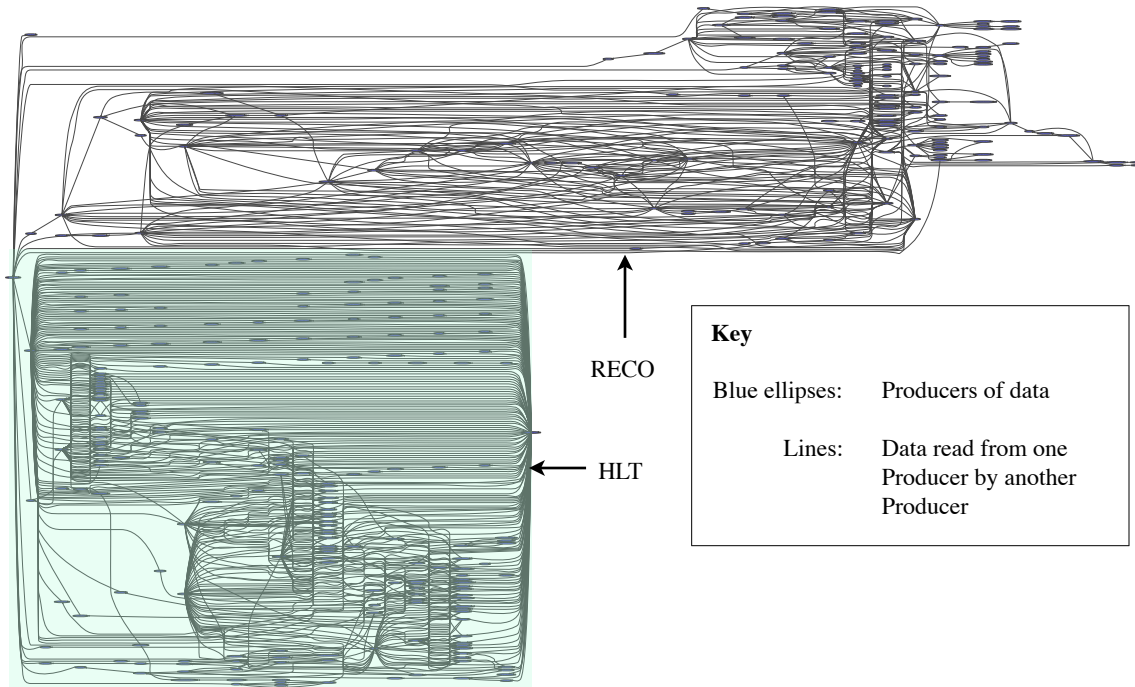 RECO
HLT
Key
Blue ellipses: Producers of data
Lines: Data read from one
Producer by another
Producer